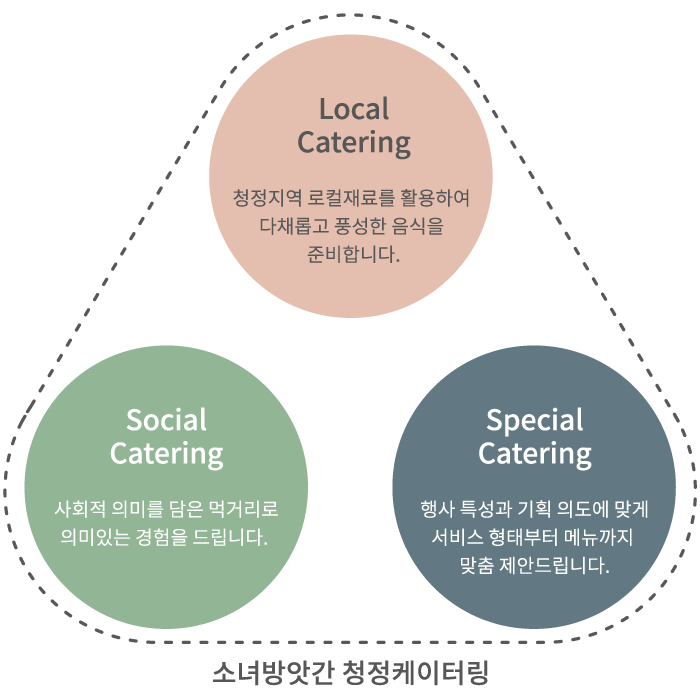 Local
Catering
청정지역 로컬재료를 활용하여
다채롭고 풍성한 음식을
준비합니다.
Social
Catering
사회적 의미를 담은 먹거리로
의미있는 경험을 드립니다.
Special
Catering
행사 특성과 기획 의도에 맞게
서비스 형태부터 메뉴까지
맞춤 제안드립니다.
소녀방앗간 청정케이터링